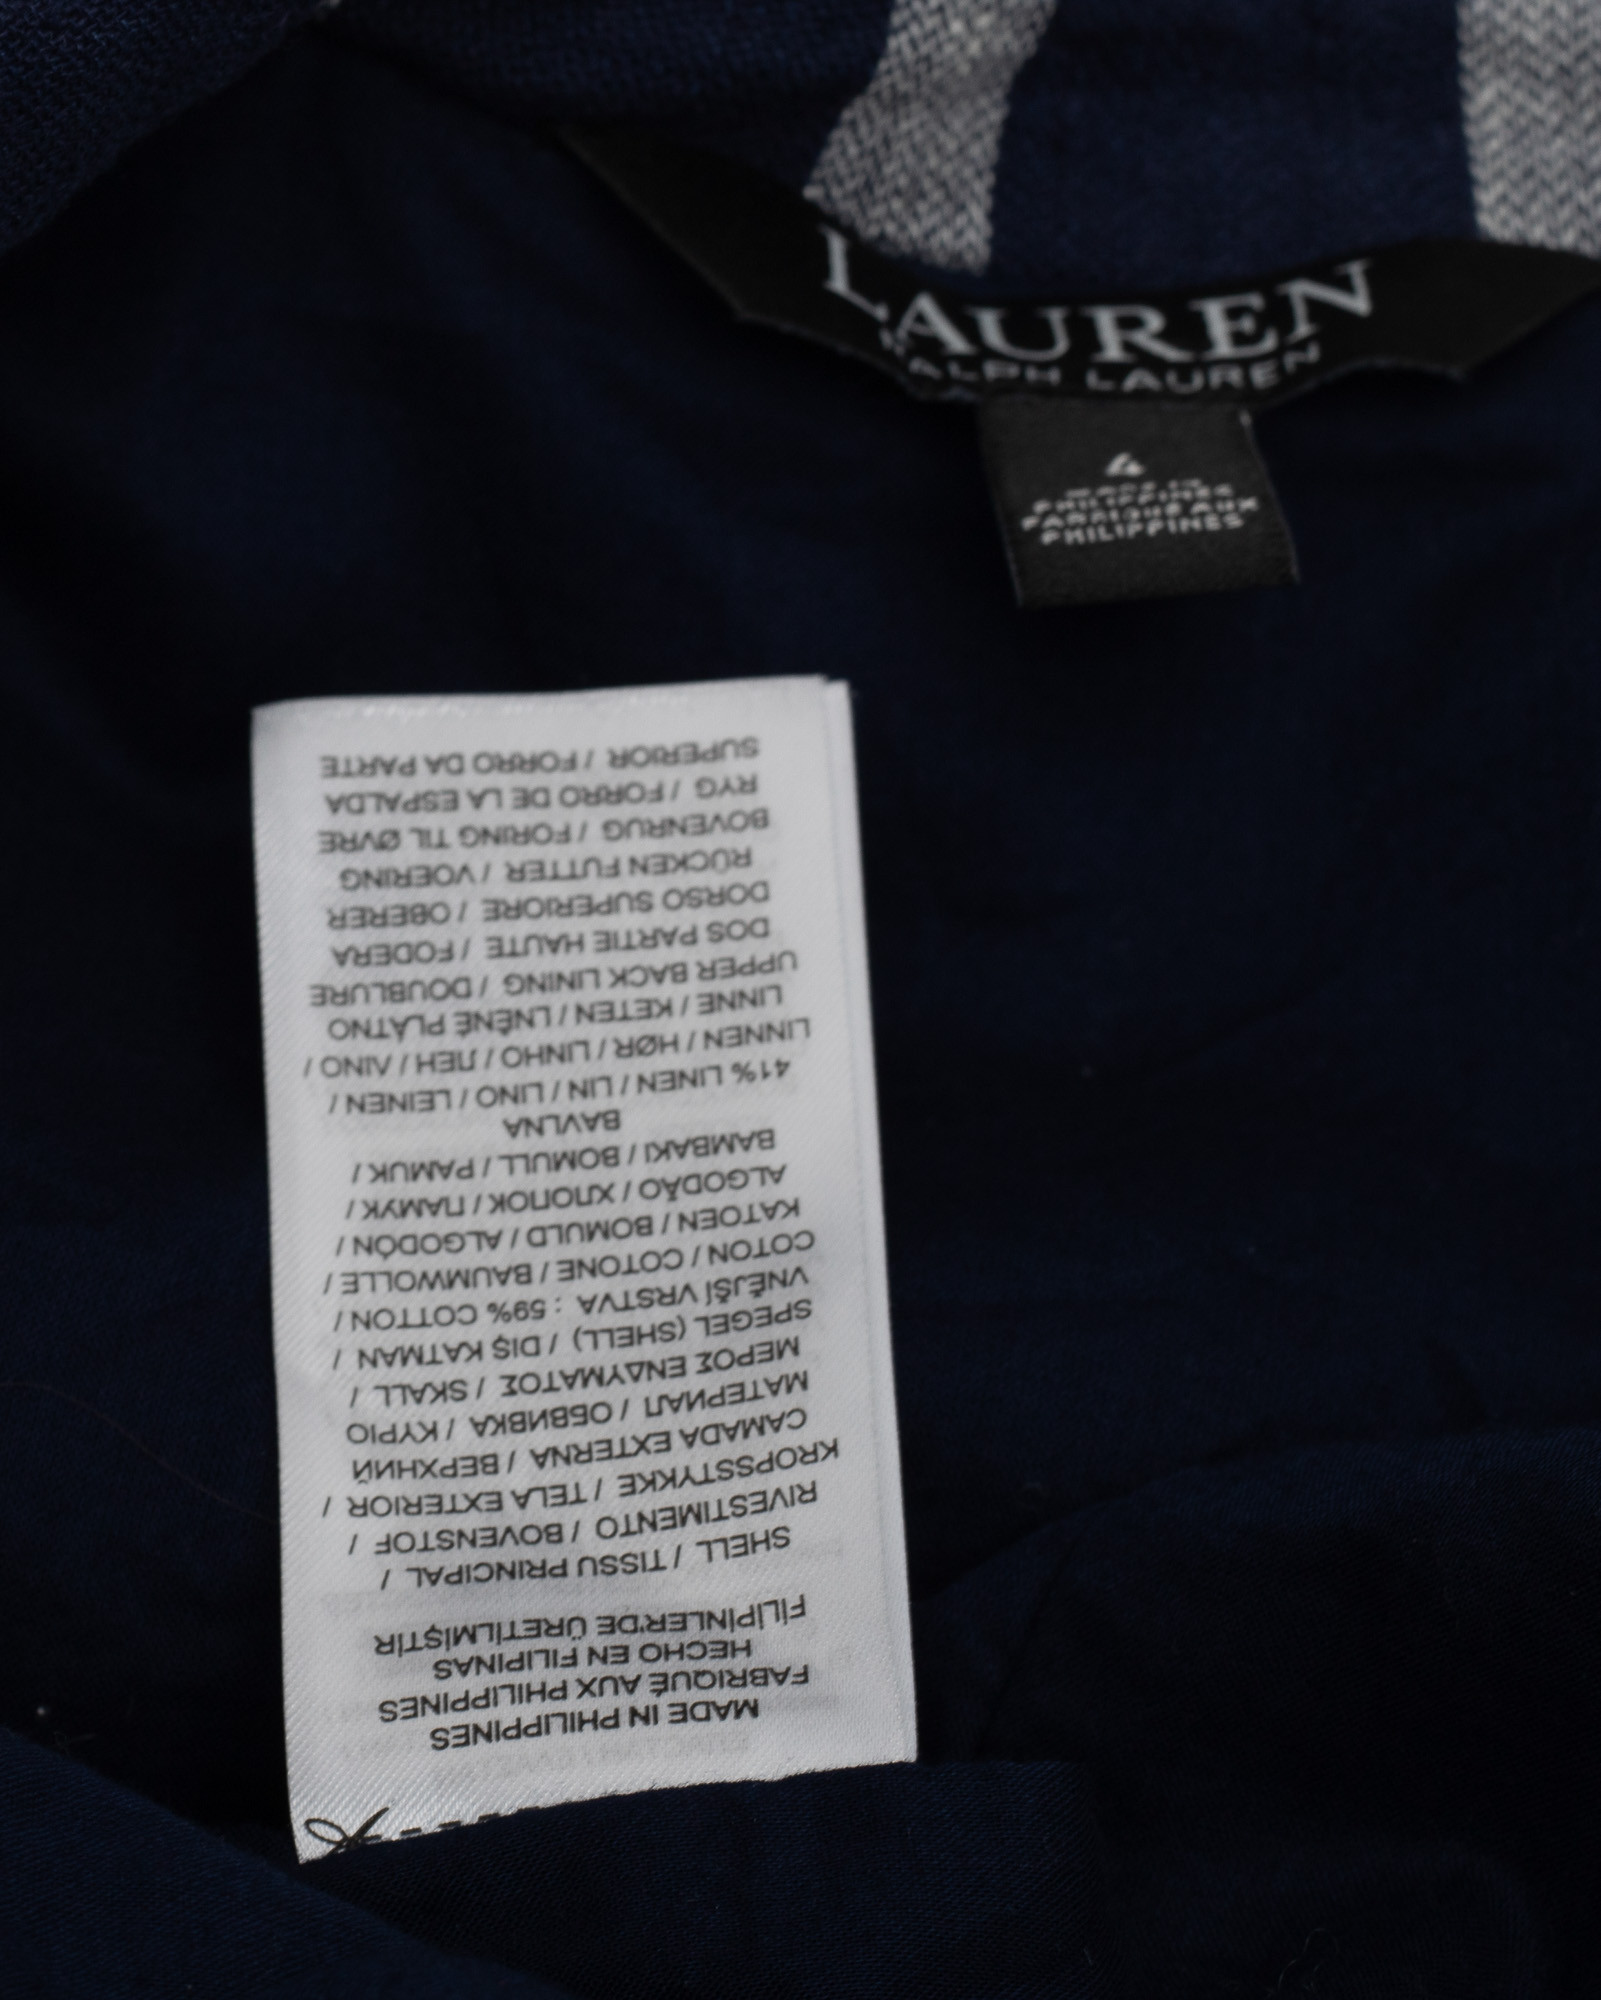 LAUREN
RALPH LAUREN
4
MADE IN
PHILIPPINES
FABRIQUÉ AUX
PHILIPPINES
MADE IN PHILIPPINES
FABRIQUÉ AUX PHILIPPINES
HECHO EN FILIPINAS
FİLİPİNLER'DE ÜRETİLMİŞTİR
SHELL / TISSU PRINCIPAL /
RIVESTIMENTO / BOVENSTOF /
KROPSSTYKKE / TELA EXTERIOR /
CAMADA EXTERNA / ВЕРХНИЙ
МАТЕРИАЛ / ОБВИВКА / ΚΥΡΙΟ
ΜΕΡΟΣ ΕΝΔΥΜΑΤΟΣ / SKALL /
SPEGEL (SHELL) / DIŞ KATMAN /
VNĚJŠÍ VRSTVA : 59% COTTON /
COTON / COTONE / BAUMWOLLE /
KATOEN / BOMULD / ALGODÓN /
ALGODÃO / ХЛОПОК / ПАМУК /
ΒΑΜΒΑΚΙ / BOMULL / PAMUK /
BAVLNA
41% LINEN / LIN / LINO / LEINEN /
LINNEN / HØR / LINHO / ЛЕН / ΛΙΝΟ /
LINNE / KETEN / LNĚNÉ PLÁTNO
UPPER BACK LINING / DOUBLURE
DOS PARTIE HAUTE / FODERA
DORSO SUPERIORE / OBERER
RÜCKEN FUTTER / VOERING
BOVENRUG / FORING TIL ØVRE
RYG / FORRO DE LA ESPALDA
SUPERIOR / FORRO DA PARTE